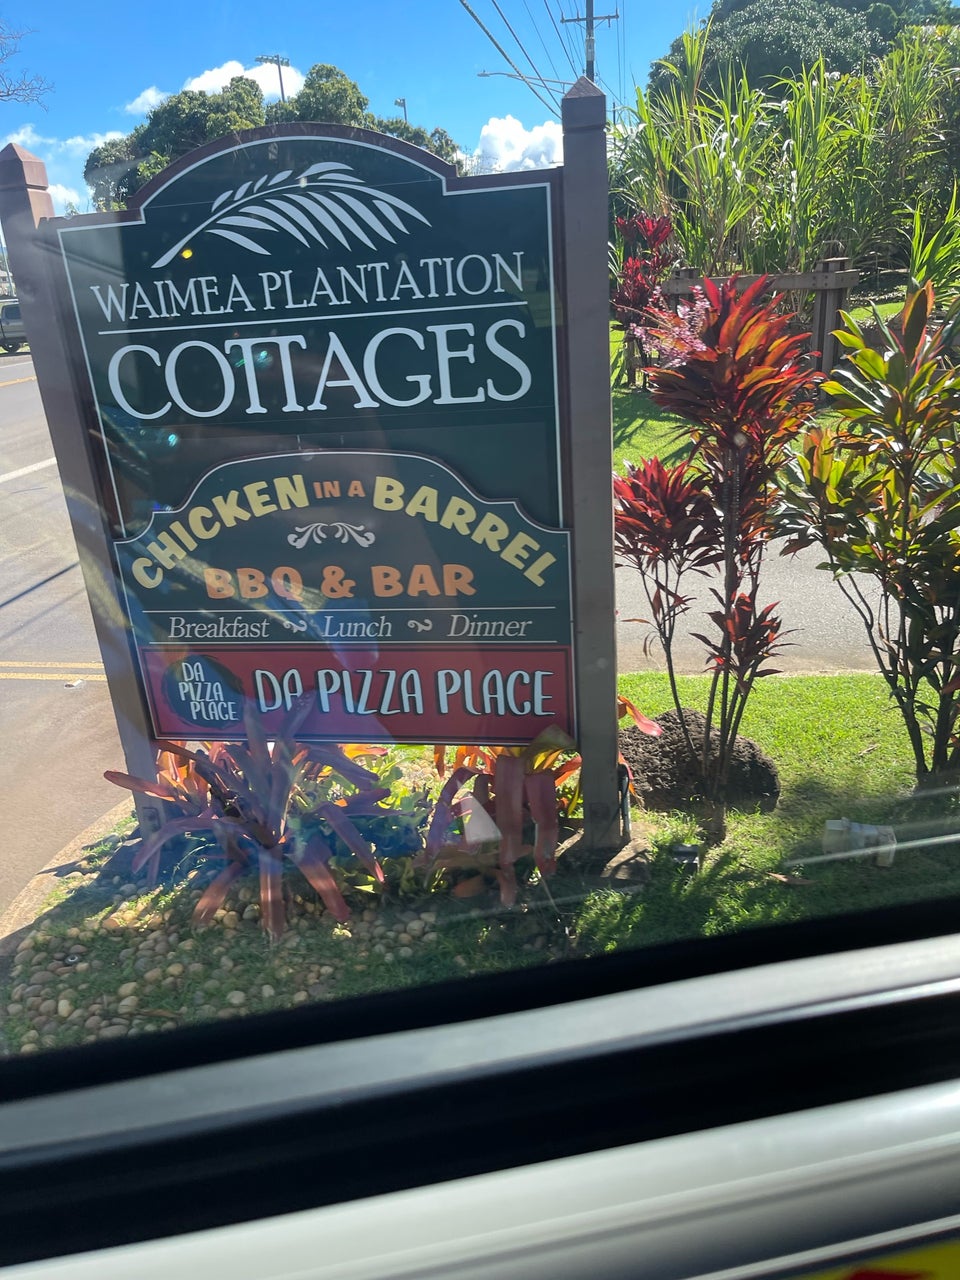 WAIMEA PLANTATION
COTTAGES
CHICKEN IN A BARREL
BBQ & BAR
Breakfast Lunch Dinner
DA
PIZZA
PLACE
DA PIZZA PLACE